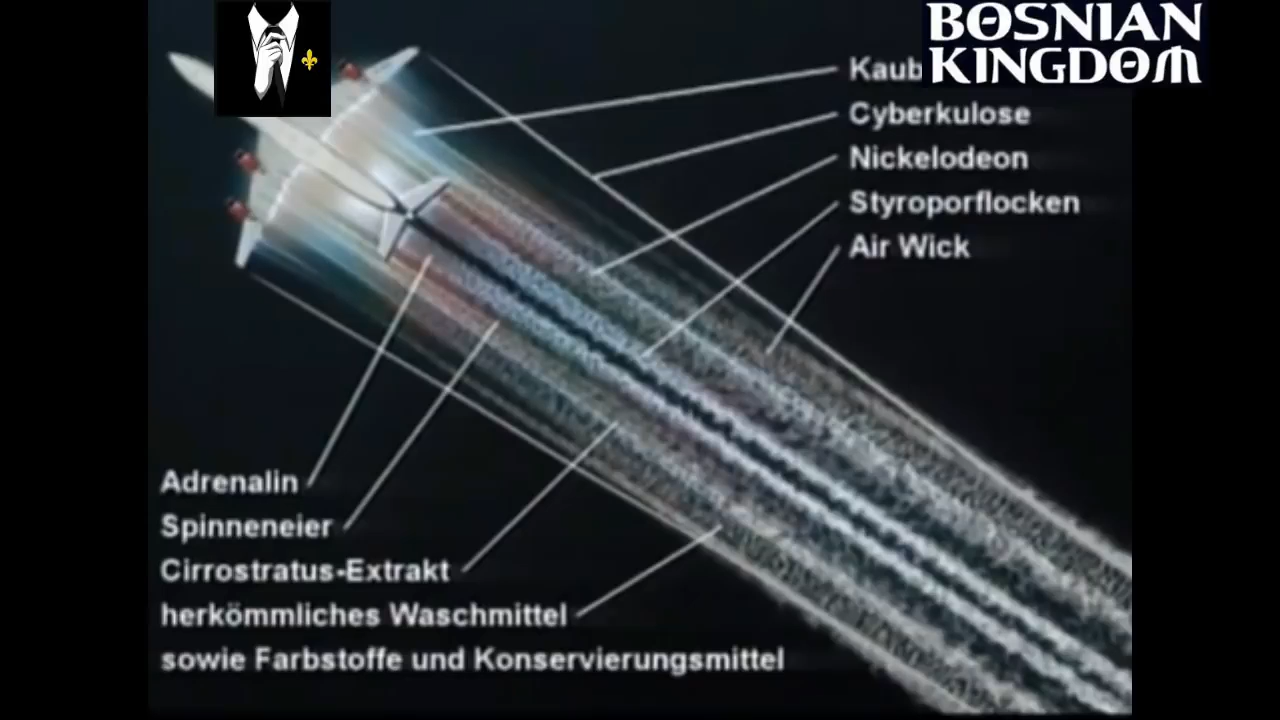 BOSNIAN
KINGDOM
Cyberkulose
Nickelodeon
Styroporflocken
Air Wick
Adrenalin
Spinneneier
Cirrostratus-Extrakt
herkömmliches Waschmittel
sowie Farbstoffe und Konservierungsmittel